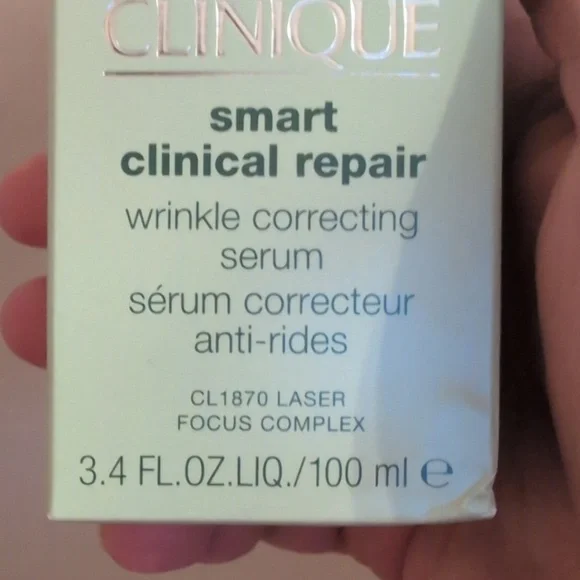 CLINIQUE
smart
clinical repair
wrinkle correcting
serum
sérum correcteur
anti-rides
CL1870 LASER
FOCUS COMPLEX
3.4 FL.OZ.LIQ./100 ml ℮